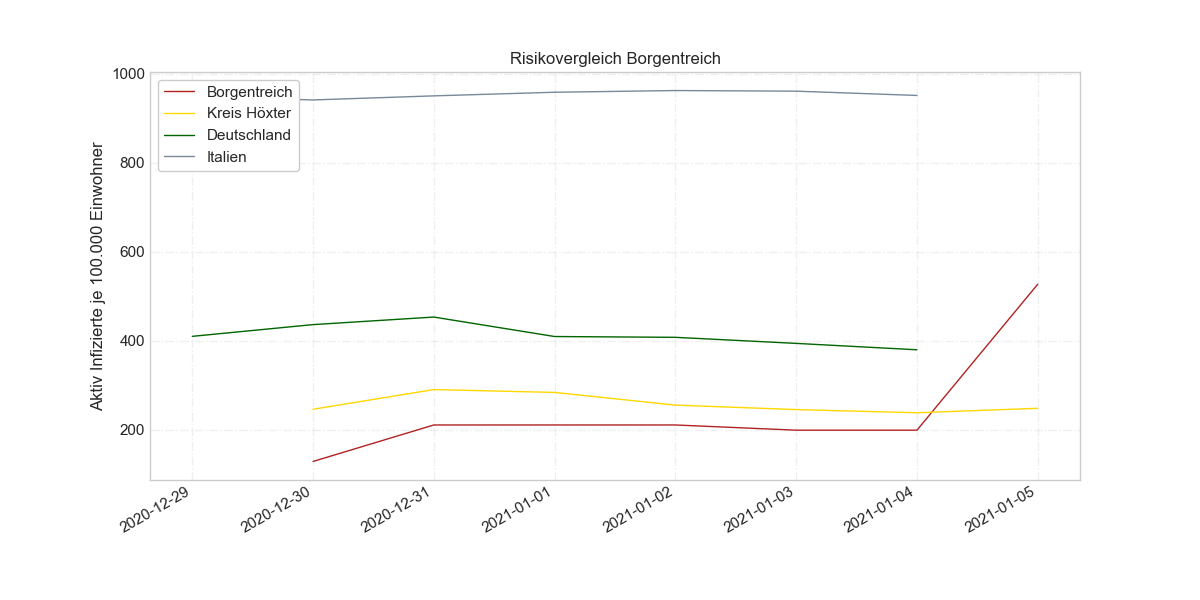 Risikovergleich Borgentreich
Aktiv Infizierte je 100.000 Einwohner
1000
800
600
400
200
Borgentreich
Kreis Höxter
Deutschland
Italien
2020-12-29
2020-12-30
2020-12-31
2021-01-01
2021-01-02
2021-01-03
2021-01-04
2021-01-05